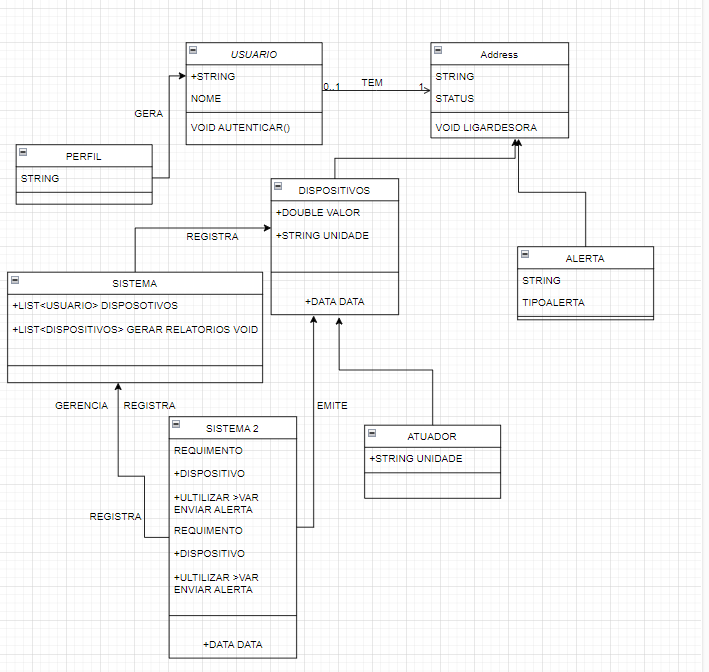 USUARIO
+STRING
NOME
VOID AUTENTICAR()
0..1
TEM
1
Address
STRING
STATUS
VOID LIGARDESORA
GERA
PERFIL
STRING
DISPOSITIVOS
+DOUBLE VALOR
+STRING UNIDADE
+DATA DATA
REGISTRA
ALERTA
STRING
TIPOALERTA
SISTEMA
+LIST<USUARIO> DISPOSOTIVOS
+LIST<DISPOSITIVOS> GERAR RELATORIOS VOID
GERENCIA
REGISTRA
EMITE
SISTEMA 2
REQUIMENTO
+DISPOSITIVO
+ULTILIZAR >VAR
ENVIAR ALERTA
REQUIMENTO
+DISPOSITIVO
+ULTILIZAR >VAR
ENVIAR ALERTA
+DATA DATA
REGISTRA
ATUADOR
+STRING UNIDADE